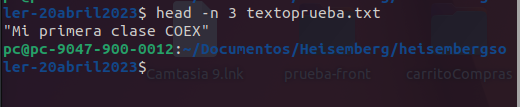 ler-20abril2023$ head -n 3 textoprueba.txt
"Mi primera clase COEX"
pc@pc-9047-900-0012:~/Documentos/Heisemberg/heisembergso
ler-20abril2023$
Camtasia 9.lnk prueba-front carritoCompras